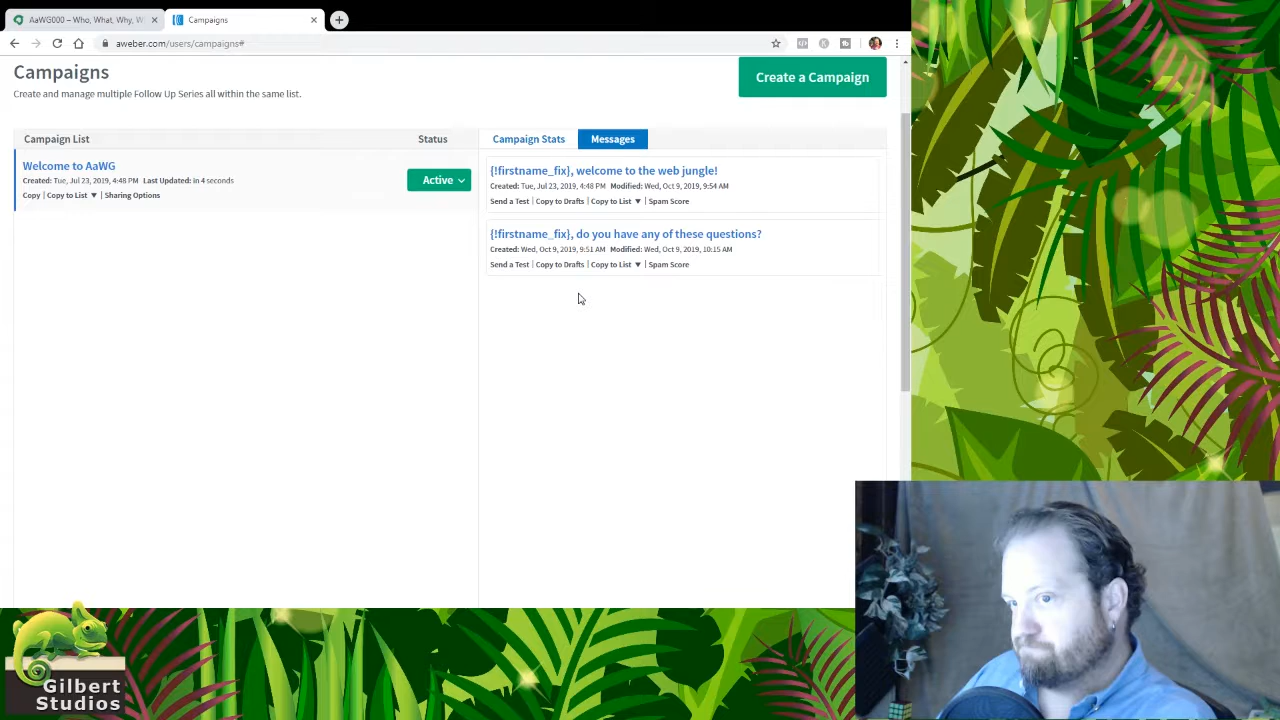 AaWG000 – Who, What, Why, W
Campaigns
aweber.com/users/campaigns#
Campaigns
Create and manage multiple Follow Up Series all within the same list.
Create a Campaign
Campaign List
Status
Campaign Stats
Messages
Welcome to AaWG
Created: Tue, Jul 23, 2019, 4:48 PM Last Updated: in 4 seconds
Copy | Copy to List ▼ | Sharing Options
Active
{!firstname_fix}, welcome to the web jungle!
Created: Tue, Jul 23, 2019, 4:48 PM Modified: Wed, Oct 9, 2019, 9:54 AM
Send a Test | Copy to Drafts | Copy to List ▼ | Spam Score
{!firstname_fix}, do you have any of these questions?
Created: Wed, Oct 9, 2019, 9:51 AM Modified: Wed, Oct 9, 2019, 10:15 AM
Send a Test | Copy to Drafts | Copy to List ▼ | Spam Score
Gilbert
Studios